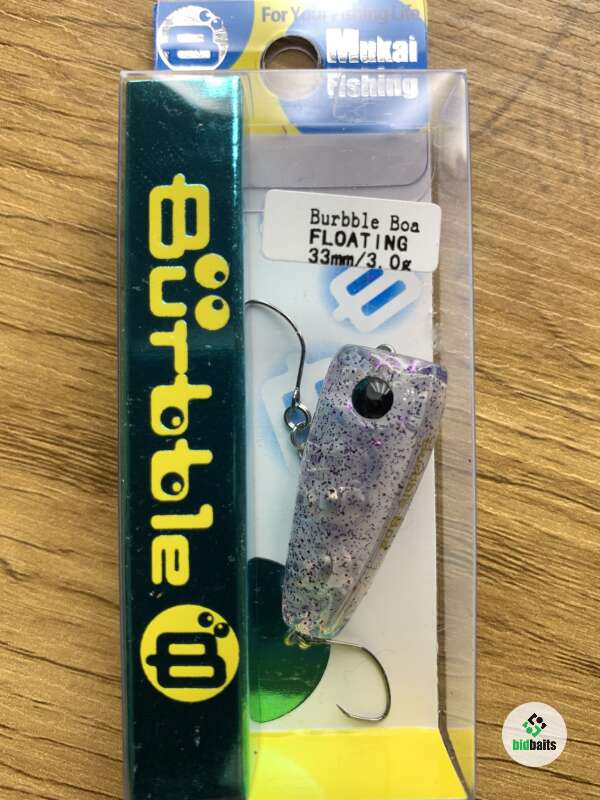 For Your Fishing Life
Mukai
Fishing
Burbble
Burbble Boa
FLOATING
33mm/3.0g
bidbaits